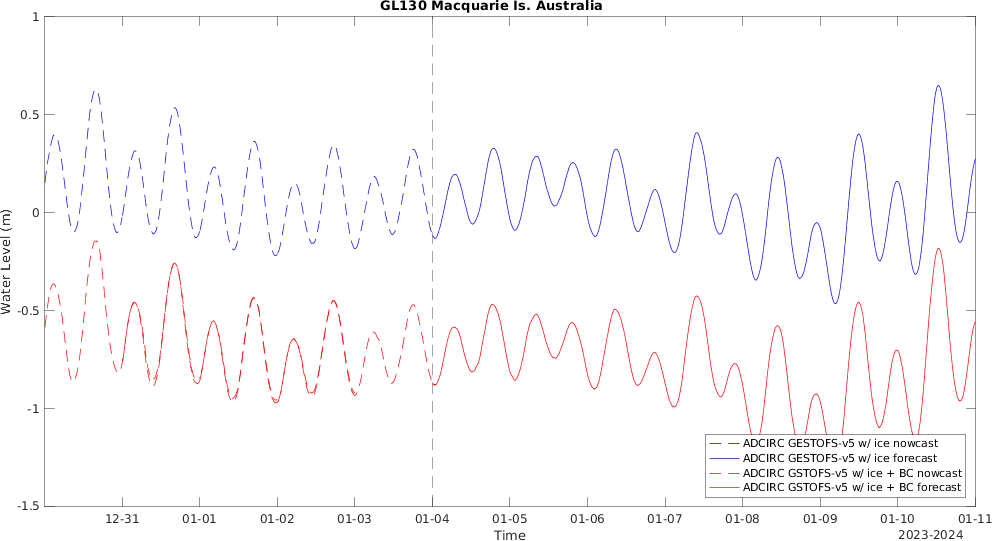 GL130 Macquarie Is. Australia
Water Level (m)
1
0.5
0
-0.5
-1
-1.5
ADCIRC GESTOFS-v5 w/ ice nowcast
ADCIRC GESTOFS-v5 w/ ice forecast
ADCIRC GSTOFS-v5 w/ ice + BC nowcast
ADCIRC GSTOFS-v5 w/ ice + BC forecast
12-31 01-01 01-02 01-03 01-04 01-05 01-06 01-07 01-08 01-09 01-10 01-11
Time
2023-2024